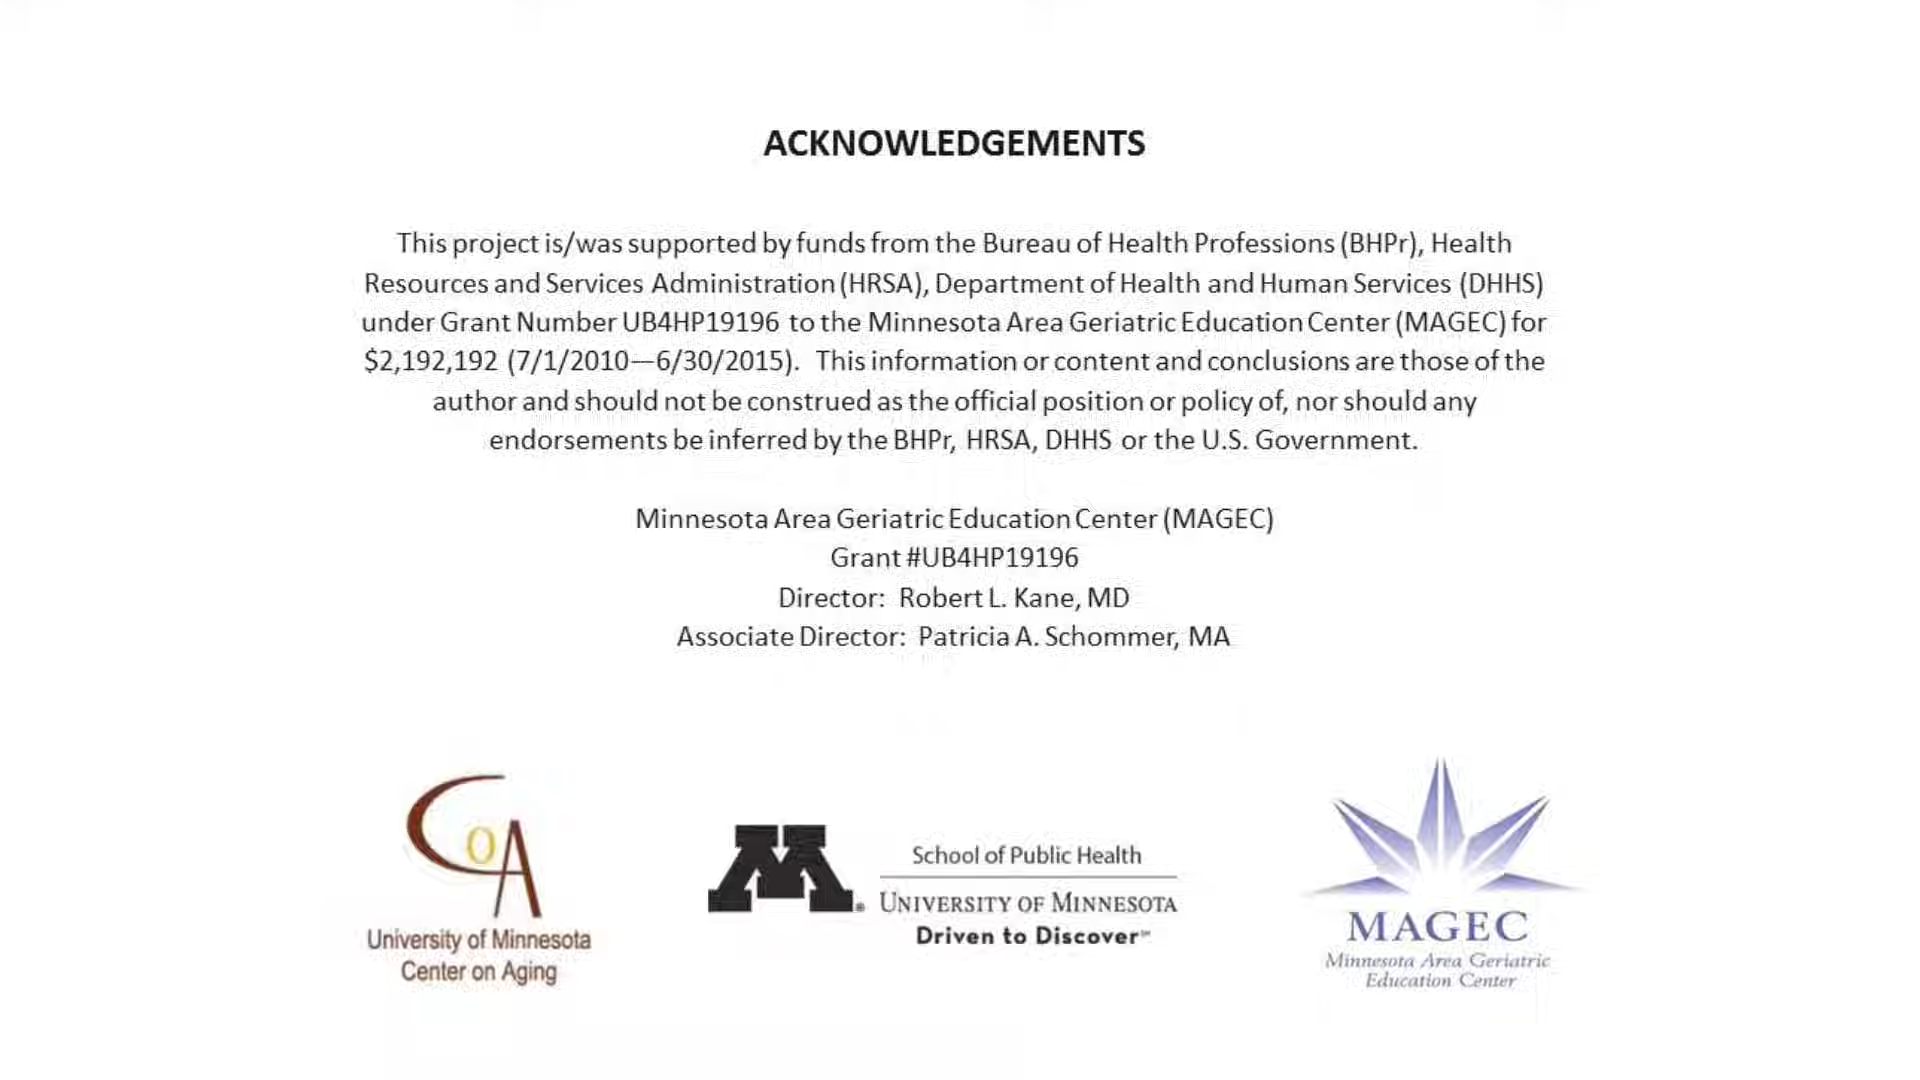 ACKNOWLEDGEMENTS
This project is/was supported by funds from the Bureau of Health Professions (BHPr), Health
Resources and Services Administration (HRSA), Department of Health and Human Services (DHHS)
under Grant Number UB4HP19196 to the Minnesota Area Geriatric Education Center (MAGEC) for
$2,192,192 (7/1/2010—6/30/2015). This information or content and conclusions are those of the
author and should not be construed as the official position or policy of, nor should any
endorsements be inferred by the BHPr, HRSA, DHHS or the U.S. Government.
Minnesota Area Geriatric Education Center (MAGEC)
Grant #UB4HP19196
Director: Robert L. Kane, MD
Associate Director: Patricia A. Schommer, MA
CoA
University of Minnesota
Center on Aging
M®
School of Public Health
UNIVERSITY OF MINNESOTA
Driven to Discover℠
MAGEC
Minnesota Area Geriatric
Education Center